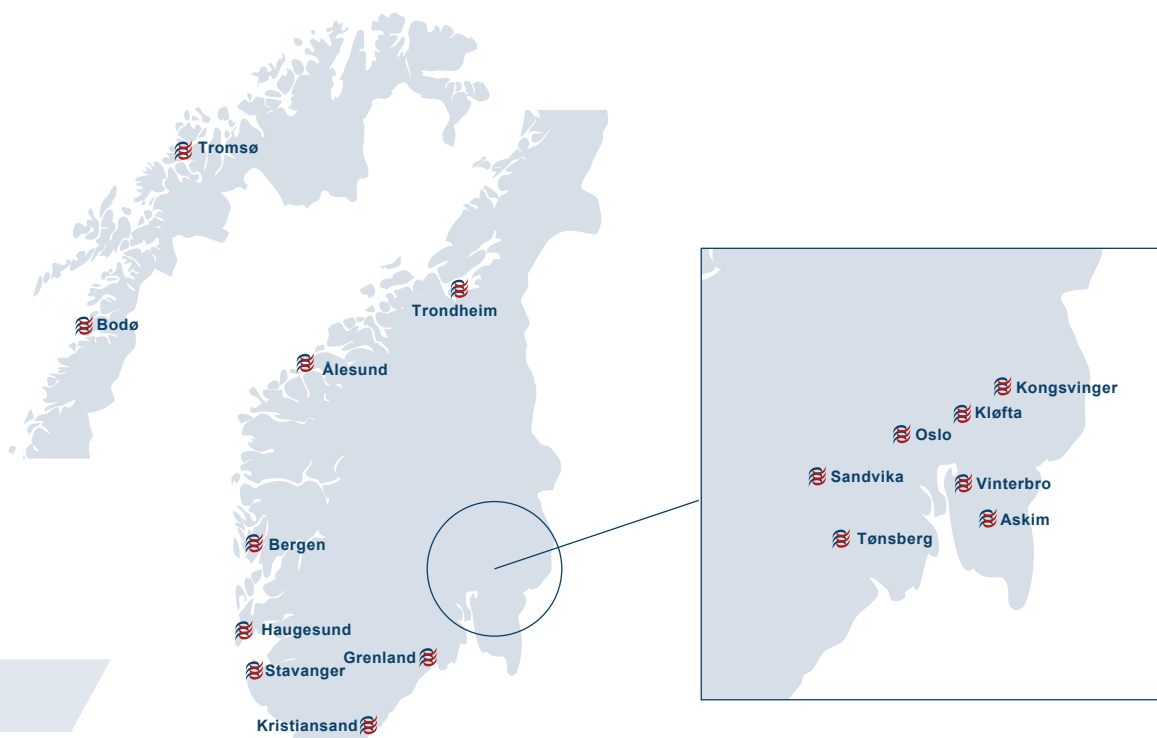 Tromsø
Bodø
Trondheim
Ålesund
Bergen
Haugesund
Grenland
Stavanger
Kristiansand
Kongsvinger
Kløfta
Oslo
Sandvika
Vinterbro
Askim
Tønsberg